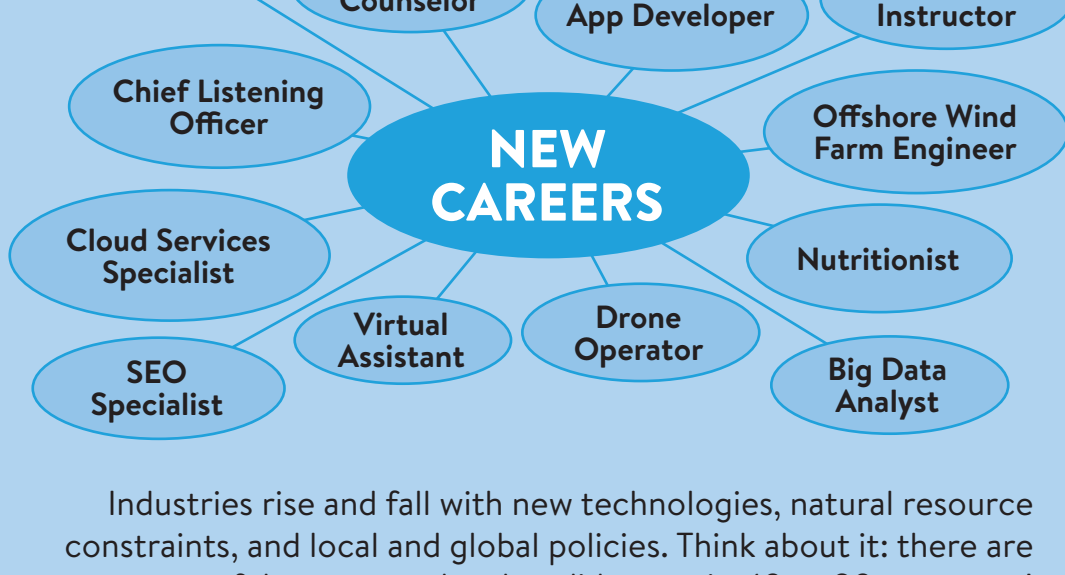 Counselor
App Developer
Instructor
Chief Listening
Officer
Offshore Wind
Farm Engineer
NEW
CAREERS
Cloud Services
Specialist
Nutritionist
Virtual
Assistant
Drone
Operator
SEO
Specialist
Big Data
Analyst
Industries rise and fall with new technologies, natural resource
constraints, and local and global policies. Think about it: there are